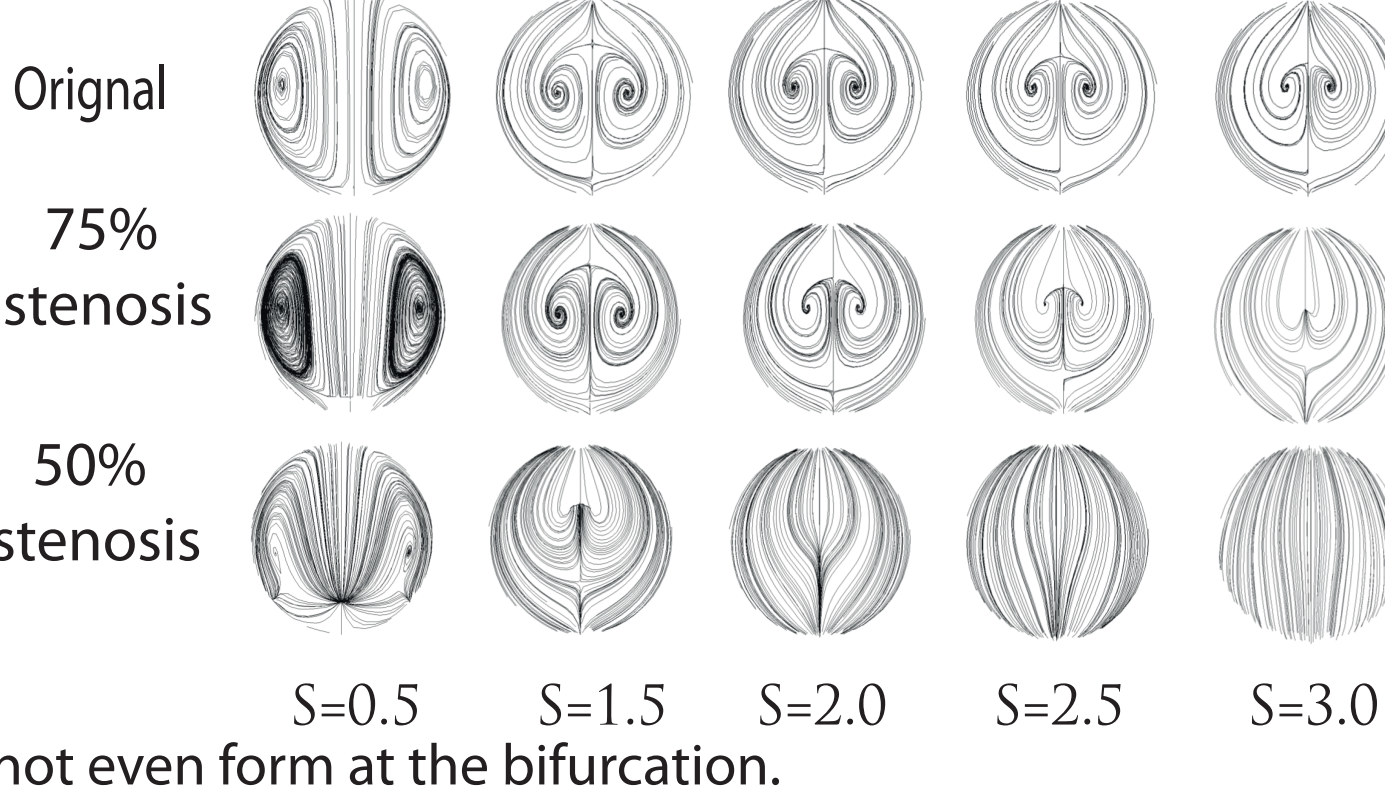 Orignal
75%
stenosis
50%
stenosis
S=0.5 S=1.5 S=2.0 S=2.5 S=3.0
not even form at the bifurcation.